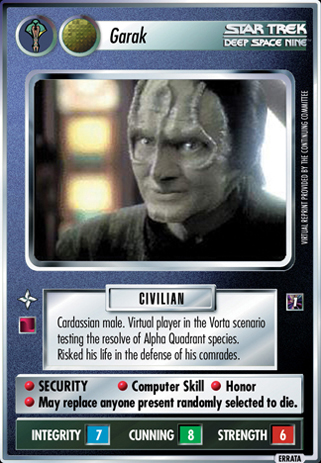 Garak
STAR TREK
DEEP SPACE NINE
VIRTUAL REPRINT PROVIDED BY THE CONTINUING COMMITTEE
CIVILIAN
Cardassian male. Virtual player in the Vorta scenario
testing the resolve of Alpha Quadrant species.
Risked his life in the defense of his comrades.
SECURITY Computer Skill Honor
May replace anyone present randomly selected to die.
INTEGRITY 7 CUNNING 8 STRENGTH 6
ERRATA